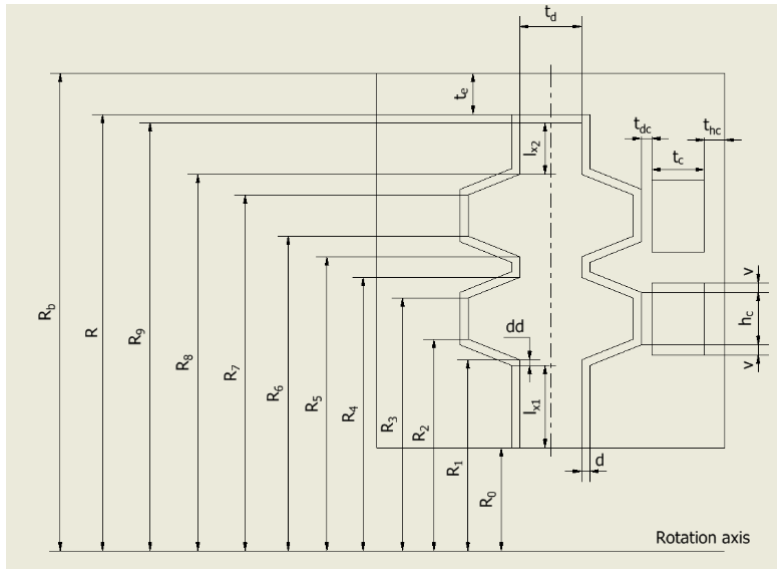 t_d
t_e
t_dc
t_hc
t_c
l_x2
v
h_c
v
dd
l_x1
d
R_b
R
R_9
R_8
R_7
R_6
R_5
R_4
R_3
R_2
R_1
R_0
Rotation axis